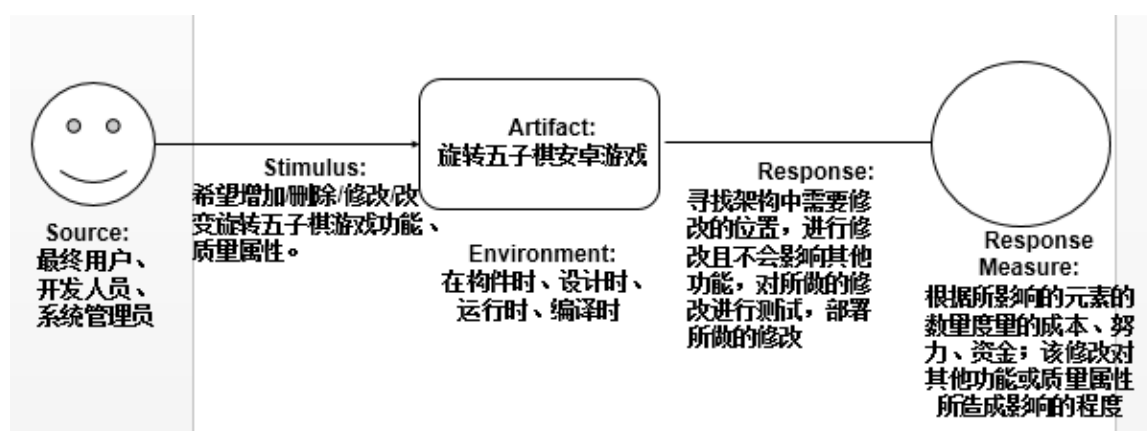 Source:
最终用户、
开发人员、
系统管理员
Stimulus:
希望增加/删除/修改/改
变旋转五子棋游戏功能、
质量属性。
Artifact:
旋转五子棋安卓游戏
Environment:
在构件时、设计时、
运行时、编译时
Response:
寻找架构中需要修
改的位置，进行修
改且不会影响其他
功能，对所做的修
改进行测试，部署
所做的修改
Response
Measure:
根据所影响的元素的
数量度里的成本、努
力、资金；该修改对
其他功能或质量属性
所造成影响的程度